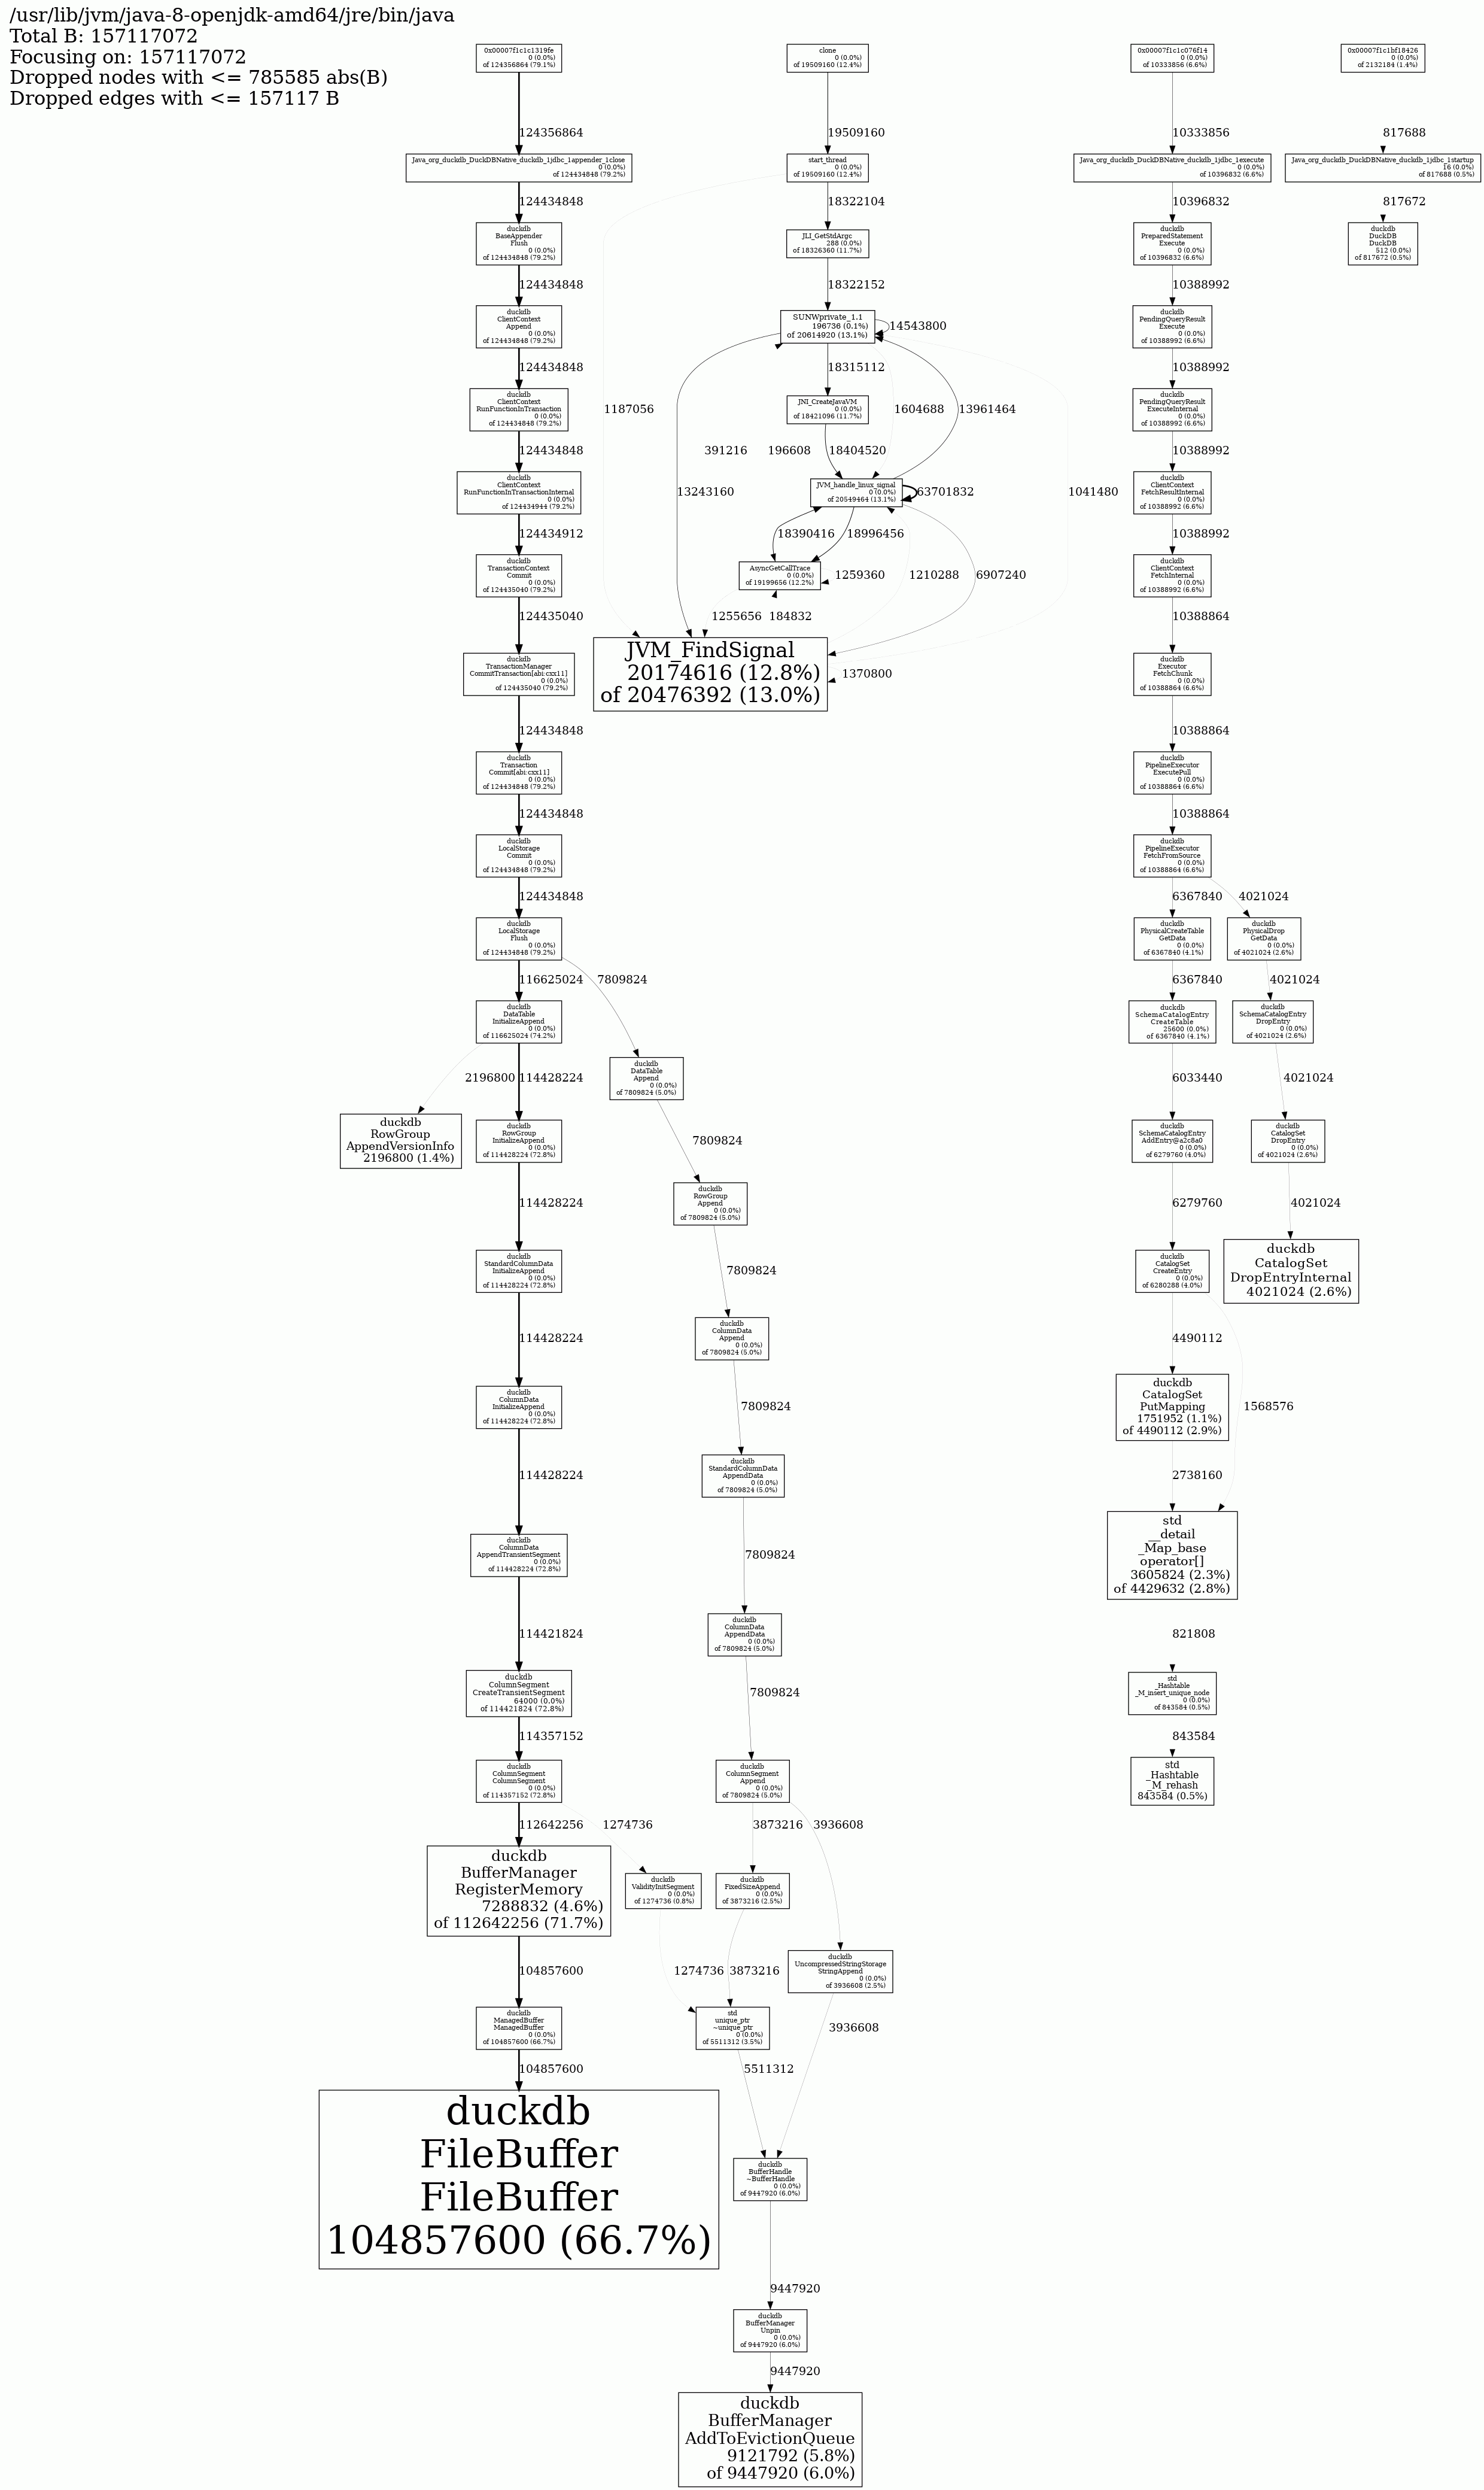 /usr/lib/jvm/java-8-openjdk-amd64/jre/bin/java
Total B: 157117072
Focusing on: 157117072
Dropped nodes with <= 785585 abs(B)
Dropped edges with <= 157117 B
0x00007f1c1c1319fe
0 (0.0%)
of 124356864 (79.1%)
124356864
Java_org_duckdb_DuckDBNative_duckdb_1jdbc_1appender_1close
0 (0.0%)
of 124434848 (79.2%)
124434848
duckdb
BaseAppender
Flush
0 (0.0%)
of 124434848 (79.2%)
124434848
duckdb
ClientContext
Append
0 (0.0%)
of 124434848 (79.2%)
124434848
duckdb
ClientContext
RunFunctionInTransaction
0 (0.0%)
of 124434848 (79.2%)
124434848
duckdb
ClientContext
RunFunctionInTransactionInternal
0 (0.0%)
of 124434944 (79.2%)
124434912
duckdb
TransactionContext
Commit
0 (0.0%)
of 124435040 (79.2%)
124435040
duckdb
TransactionManager
CommitTransaction[abi:cxx11]
0 (0.0%)
of 124435040 (79.2%)
124434848
duckdb
Transaction
Commit[abi:cxx11]
0 (0.0%)
of 124434848 (79.2%)
124434848
duckdb
LocalStorage
Commit
0 (0.0%)
of 124434848 (79.2%)
124434848
duckdb
LocalStorage
Flush
0 (0.0%)
of 124434848 (79.2%)
116625024
7809824
duckdb
DataTable
InitializeAppend
0 (0.0%)
of 116625024 (74.2%)
2196800
114428224
duckdb
RowGroup
AppendVersionInfo
2196800 (1.4%)
duckdb
RowGroup
InitializeAppend
0 (0.0%)
of 114428224 (72.8%)
114428224
duckdb
StandardColumnData
InitializeAppend
0 (0.0%)
of 114428224 (72.8%)
114428224
duckdb
ColumnData
InitializeAppend
0 (0.0%)
of 114428224 (72.8%)
114428224
duckdb
ColumnData
AppendTransientSegment
0 (0.0%)
of 114428224 (72.8%)
114421824
duckdb
ColumnSegment
CreateTransientSegment
64000 (0.0%)
of 114421824 (72.8%)
114357152
duckdb
ColumnSegment
ColumnSegment
0 (0.0%)
of 114357152 (72.8%)
112642256
1274736
duckdb
BufferManager
RegisterMemory
7288832 (4.6%)
of 112642256 (71.7%)
104857600
duckdb
ManagedBuffer
ManagedBuffer
0 (0.0%)
of 104857600 (66.7%)
104857600
duckdb
FileBuffer
FileBuffer
104857600 (66.7%)
duckdb
DataTable
Append
0 (0.0%)
of 7809824 (5.0%)
7809824
duckdb
RowGroup
Append
0 (0.0%)
of 7809824 (5.0%)
7809824
duckdb
ColumnData
Append
0 (0.0%)
of 7809824 (5.0%)
7809824
duckdb
StandardColumnData
AppendData
0 (0.0%)
of 7809824 (5.0%)
7809824
duckdb
ColumnData
AppendData
0 (0.0%)
of 7809824 (5.0%)
7809824
duckdb
ColumnSegment
Append
0 (0.0%)
of 7809824 (5.0%)
3873216
3936608
duckdb
ValidityInitSegment
0 (0.0%)
of 1274736 (0.8%)
1274736
duckdb
FixedSizeAppend
0 (0.0%)
of 3873216 (2.5%)
3873216
duckdb
UncompressedStringStorage
StringAppend
0 (0.0%)
of 3936608 (2.5%)
3936608
std
unique_ptr
~unique_ptr
0 (0.0%)
of 5511312 (3.5%)
5511312
duckdb
BufferHandle
~BufferHandle
0 (0.0%)
of 9447920 (6.0%)
9447920
duckdb
BufferManager
Unpin
0 (0.0%)
of 9447920 (6.0%)
9447920
duckdb
BufferManager
AddToEvictionQueue
9121792 (5.8%)
of 9447920 (6.0%)
clone
0 (0.0%)
of 19509160 (12.4%)
19509160
start_thread
0 (0.0%)
of 19509160 (12.4%)
18322104
1187056
JLI_GetStdArgc
288 (0.0%)
of 18326360 (11.7%)
18322152
SUNWprivate_1.1
196736 (0.1%)
of 20614920 (13.1%)
14543800
18315112
1604688
13961464
1041480
391216
13243160
196608
JNI_CreateJavaVM
0 (0.0%)
of 18421096 (11.7%)
18404520
JVM_handle_linux_signal
0 (0.0%)
of 20549464 (13.1%)
63701832
18390416
18996456
1210288
6907240
AsyncGetCallTrace
0 (0.0%)
of 19199656 (12.2%)
1259360
1255656
184832
JVM_FindSignal
20174616 (12.8%)
of 20476392 (13.0%)
1370800
0x00007f1c1c076f14
0 (0.0%)
of 10333856 (6.6%)
10333856
Java_org_duckdb_DuckDBNative_duckdb_1jdbc_1execute
0 (0.0%)
of 10396832 (6.6%)
10396832
duckdb
PreparedStatement
Execute
0 (0.0%)
of 10396832 (6.6%)
10388992
duckdb
PendingQueryResult
Execute
0 (0.0%)
of 10388992 (6.6%)
10388992
duckdb
PendingQueryResult
ExecuteInternal
0 (0.0%)
of 10388992 (6.6%)
10388992
duckdb
ClientContext
FetchResultInternal
0 (0.0%)
of 10388992 (6.6%)
10388992
duckdb
ClientContext
FetchInternal
0 (0.0%)
of 10388992 (6.6%)
10388864
duckdb
Executor
FetchChunk
0 (0.0%)
of 10388864 (6.6%)
10388864
duckdb
PipelineExecutor
ExecutePull
0 (0.0%)
of 10388864 (6.6%)
10388864
duckdb
PipelineExecutor
FetchFromSource
0 (0.0%)
of 10388864 (6.6%)
6367840
4021024
duckdb
PhysicalCreateTable
GetData
0 (0.0%)
of 6367840 (4.1%)
6367840
duckdb
SchemaCatalogEntry
CreateTable
25600 (0.0%)
of 6367840 (4.1%)
6033440
duckdb
SchemaCatalogEntry
AddEntry@a2c8a0
0 (0.0%)
of 6279760 (4.0%)
6279760
duckdb
CatalogSet
CreateEntry
0 (0.0%)
of 6280288 (4.0%)
4490112
1568576
duckdb
CatalogSet
PutMapping
1751952 (1.1%)
of 4490112 (2.9%)
2738160
std
__detail
_Map_base
operator[]
3605824 (2.3%)
of 4429632 (2.8%)
821808
std
_Hashtable
_M_insert_unique_node
0 (0.0%)
of 843584 (0.5%)
843584
std
_Hashtable
_M_rehash
843584 (0.5%)
duckdb
PhysicalDrop
GetData
0 (0.0%)
of 4021024 (2.6%)
4021024
duckdb
SchemaCatalogEntry
DropEntry
0 (0.0%)
of 4021024 (2.6%)
4021024
duckdb
CatalogSet
DropEntry
0 (0.0%)
of 4021024 (2.6%)
4021024
duckdb
CatalogSet
DropEntryInternal
4021024 (2.6%)
0x00007f1c1bf18426
0 (0.0%)
of 2132184 (1.4%)
817688
Java_org_duckdb_DuckDBNative_duckdb_1jdbc_1startup
16 (0.0%)
of 817688 (0.5%)
817672
duckdb
DuckDB
DuckDB
512 (0.0%)
of 817672 (0.5%)